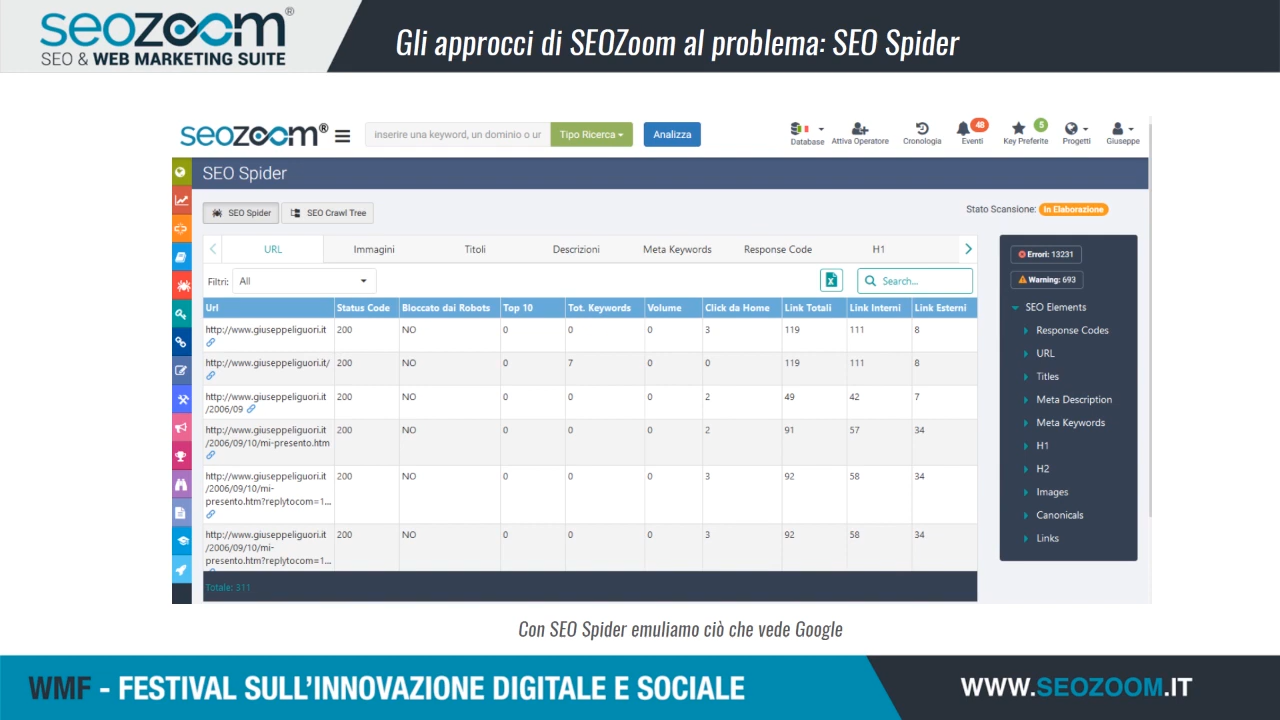 seozoom®
SEO & WEB MARKETING SUITE
Gli approcci di SEOZoom al problema: SEO Spider
seozoom®
inserire una keyword, un dominio o ur
Tipo Ricerca
Analizza
Database
Attiva Operatore
Cronologia
48
Eventi
5
Key Preferite
Progetti
Giuseppe
SEO Spider
SEO Spider
SEO Crawl Tree
Stato Scansione: In Elaborazione
URL Immagini Titoli Descrizioni Meta Keywords Response Code H1
Filtri: All
Search...
Url Status Code Bloccato dai Robots Top 10 Tot. Keywords Volume Click da Home Link Totali Link Interni Link Esterni
http://www.giuseppeliguori.it 200 NO 0 0 0 3 119 111 8
http://www.giuseppeliguori.it/ 200 NO 0 7 0 0 119 111 8
http://www.giuseppeliguori.it 200 NO 0 0 0 2 49 42 7
/2006/09
http://www.giuseppeliguori.it 200 NO 0 0 0 2 91 57 34
/2006/09/10/mi-presento.htm
http://www.giuseppeliguori.it 200 NO 0 0 0 3 92 58 34
/2006/09/10/mi-
presento.htm?replytocom=1...
http://www.giuseppeliguori.it 200 NO 0 0 0 3 92 58 34
/2006/09/10/mi-
presento.htm?replytocom=1...
Totale: 311
Errori: 13231
Warning: 693
SEO Elements
Response Codes
URL
Titles
Meta Description
Meta Keywords
H1
H2
Images
Canonicals
Links
Con SEO Spider emuliamo ciò che vede Google
WMF - FESTIVAL SULL'INNOVAZIONE DIGITALE E SOCIALE
WWW.SEOZOOM.IT